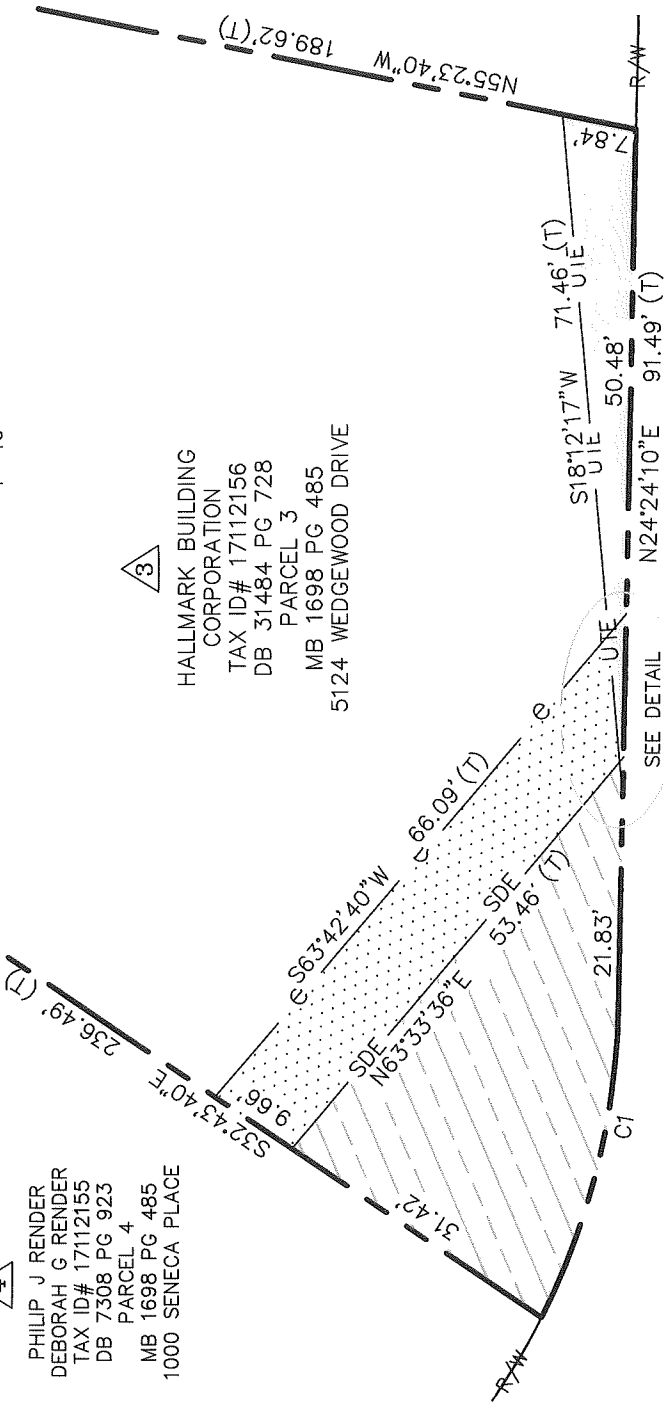 4
PHILIP J RENDER
DEBORAH G RENDER
TAX ID# 17112155
DB 7308 PG 923
PARCEL 4
MB 1698 PG 485
1000 SENECA PLACE
3
HALLMARK BUILDING
CORPORATION
TAX ID# 17112156
DB 31484 PG 728
PARCEL 3
MB 1698 PG 485
5124 WEDGEWOOD DRIVE
236.49' (T)
S32°43'40"E
9.66'
31.42'
R/W
C1
e S63°42'40"W e 66.09' (T) e
SDE SDE
N63°33'36"E 53.46' (T)
21.83'
UTE
SEE DETAIL
S18°12'17"W 71.46' (T)
UTE UTE
50.48'
N24°24'10"E 91.49' (T)
7.84'
R/W
N55°23'40"W 189.62' (T)